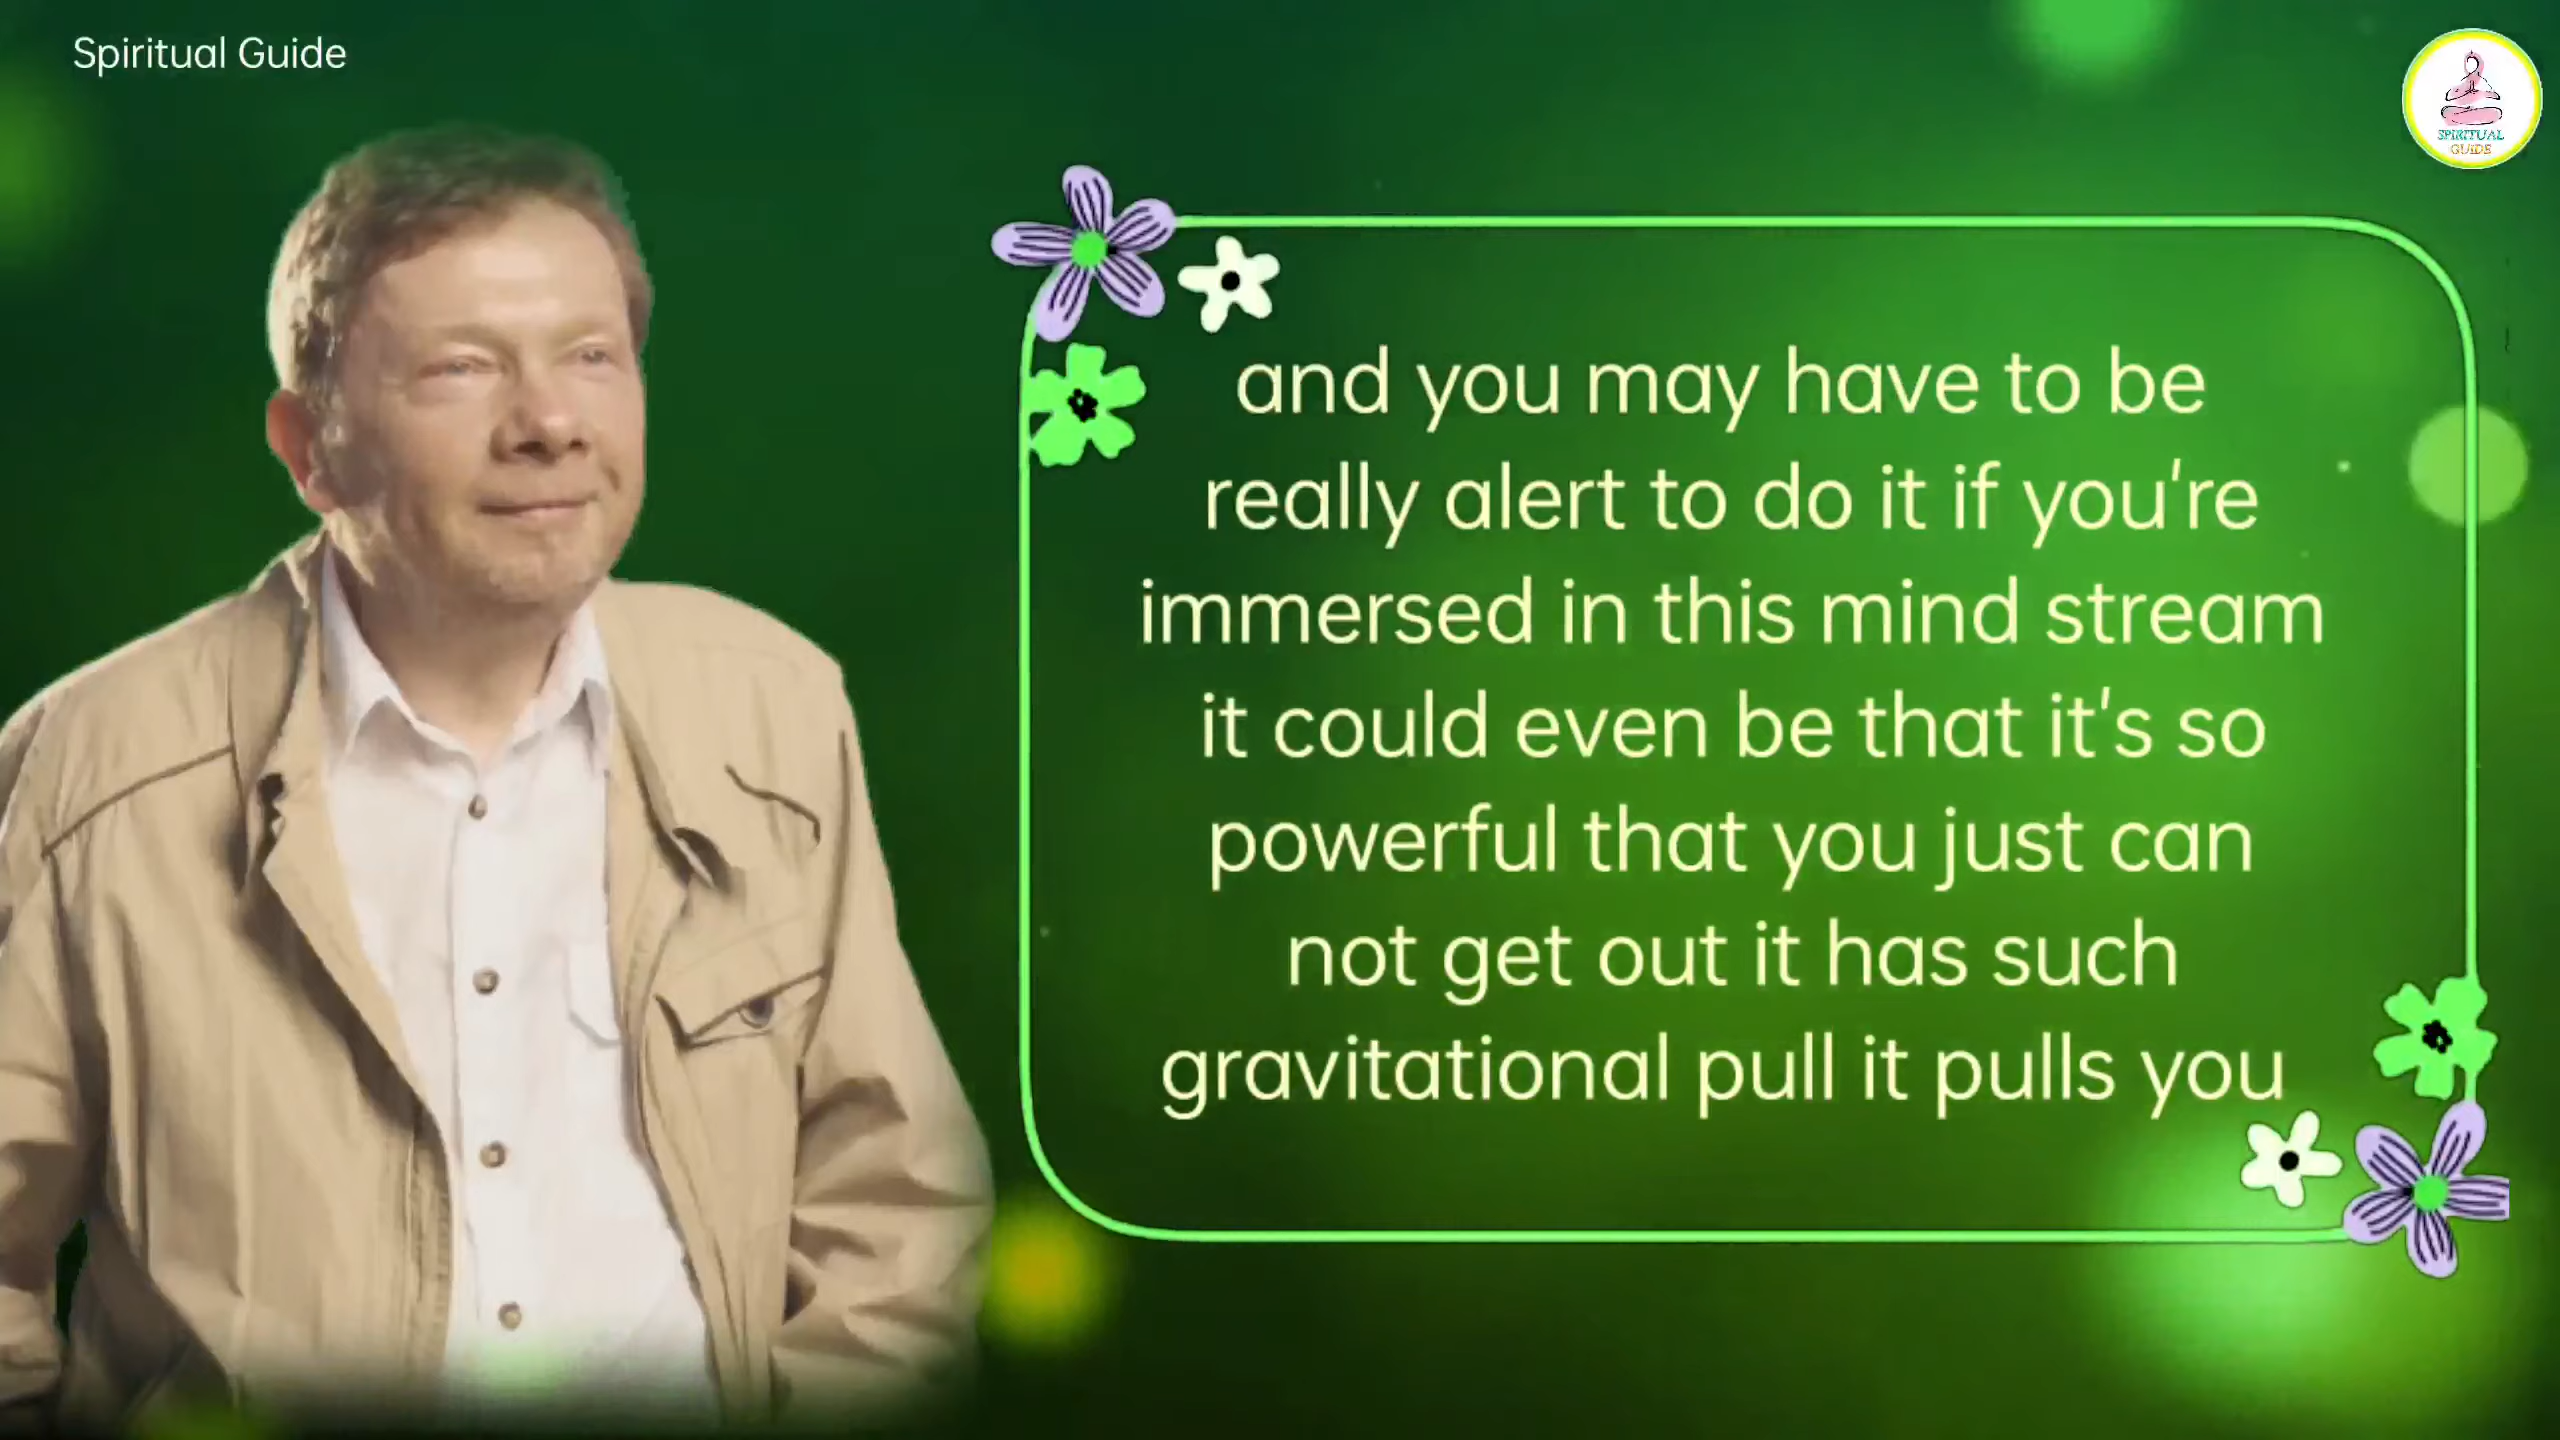 Spiritual Guide
SPIRITUAL
GUIDE
and you may have to be
really alert to do it if you're
immersed in this mind stream
it could even be that it's so
powerful that you just can
not get out it has such
gravitational pull it pulls you